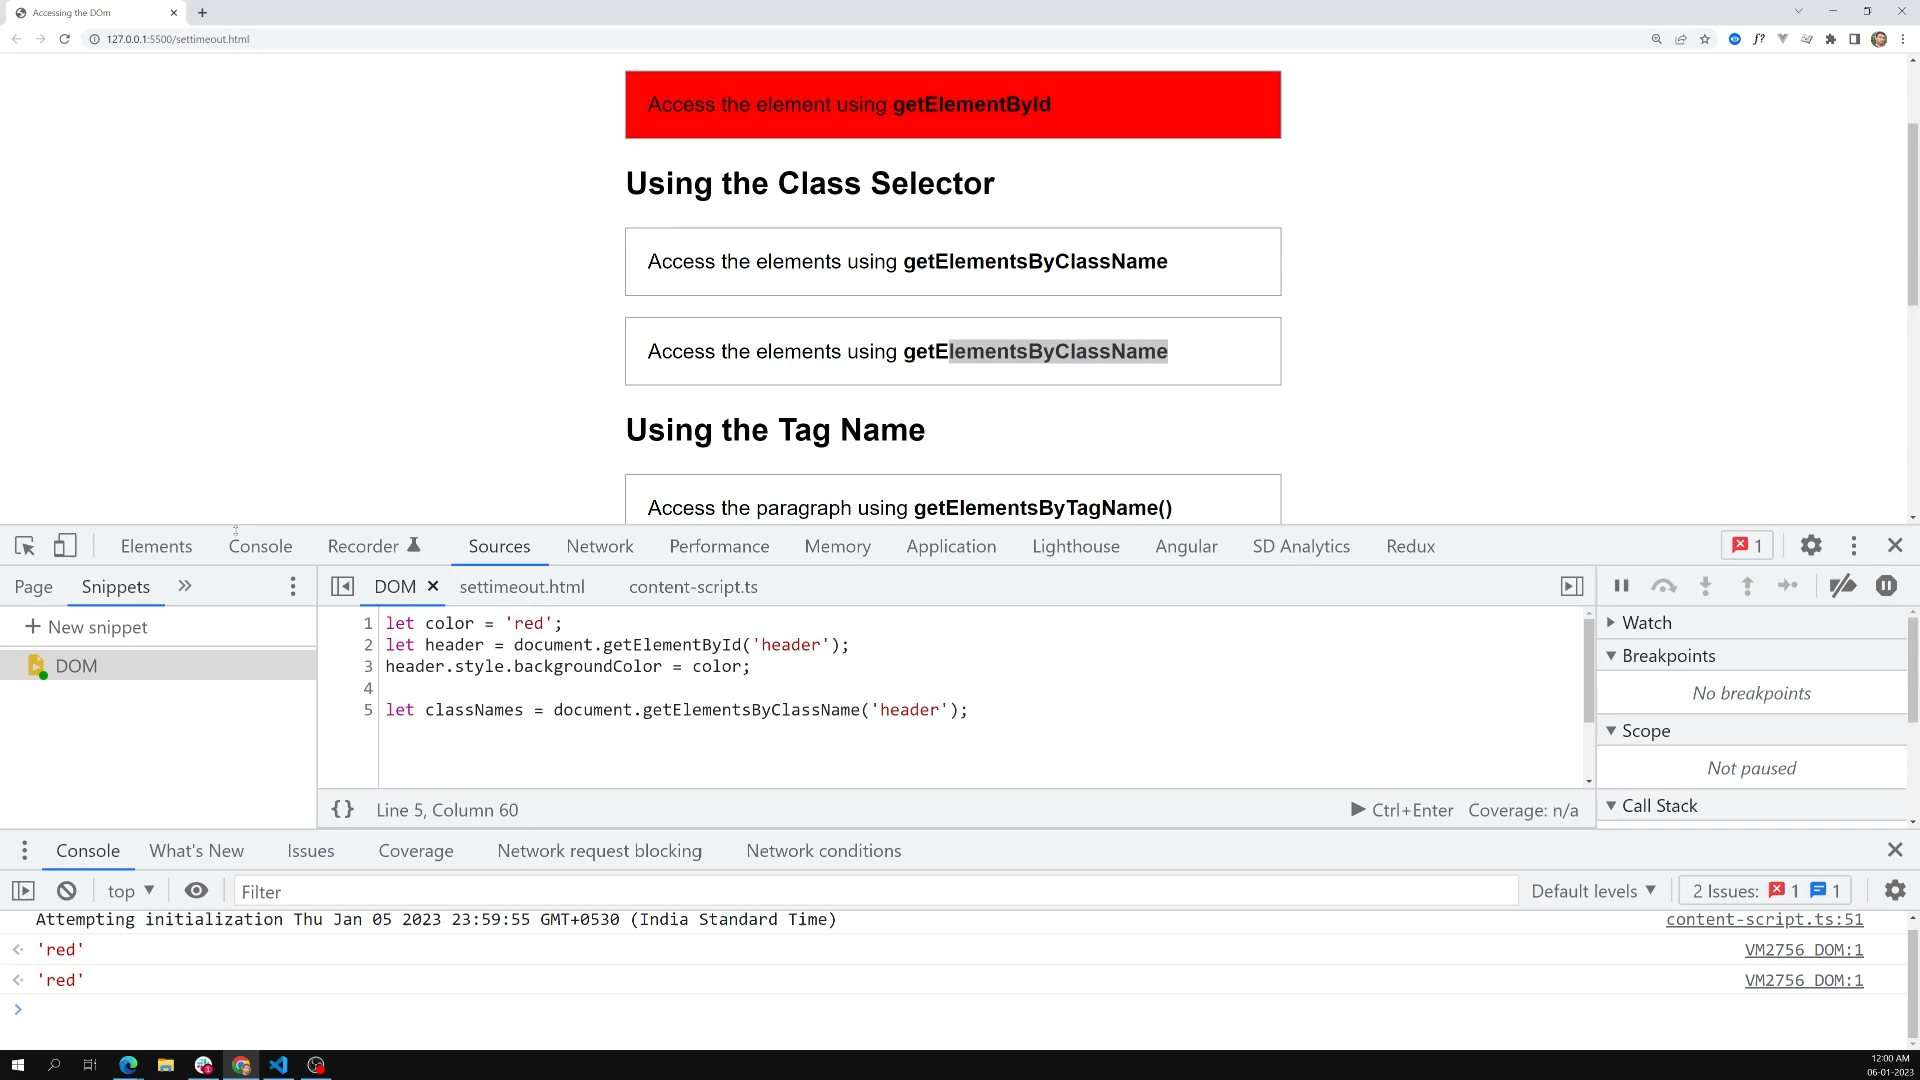 Accessing the DOm
127.0.0.1:5500/settimeout.html
f?
Access the element using getElementById
Using the Class Selector
Access the elements using getElementsByClassName
Access the elements using getElementsByClassName
Using the Tag Name
Access the paragraph using getElementsByTagName()
Elements Console Recorder Sources Network Performance Memory Application Lighthouse Angular SD Analytics Redux 1
Page Snippets DOM settimeout.html content-script.ts
New snippet
DOM
1 let color = 'red';
2 let header = document.getElementById('header');
3 header.style.backgroundColor = color;
4
5 let classNames = document.getElementsByClassName('header');
{} Line 5, Column 60 Ctrl+Enter Coverage: n/a
Watch
Breakpoints
No breakpoints
Scope
Not paused
Call Stack
Console What's New Issues Coverage Network request blocking Network conditions
top Filter Default levels 2 Issues: 1 1
Attempting initialization Thu Jan 05 2023 23:59:55 GMT+0530 (India Standard Time) content-script.ts:51
'red' VM2756 DOM:1
'red' VM2756 DOM:1
12:00 AM
06-01-2023